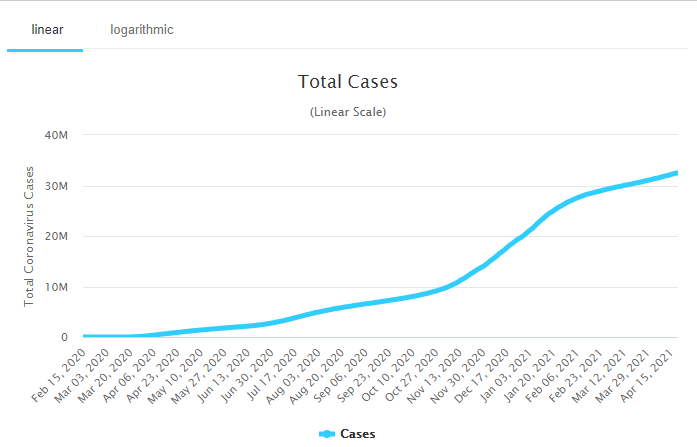 linear
logarithmic
Total Cases
(Linear Scale)
Total Coronavirus Cases
40M
30M
20M
10M
0
Feb 15, 2020
Mar 03, 2020
Mar 20, 2020
Apr 06, 2020
Apr 23, 2020
May 10, 2020
May 27, 2020
Jun 13, 2020
Jun 30, 2020
Jul 17, 2020
Aug 03, 2020
Aug 20, 2020
Sep 06, 2020
Sep 23, 2020
Oct 10, 2020
Oct 27, 2020
Nov 13, 2020
Nov 30, 2020
Dec 17, 2020
Jan 03, 2021
Jan 20, 2021
Feb 06, 2021
Feb 23, 2021
Mar 12, 2021
Mar 29, 2021
Apr 15, 2021
Cases